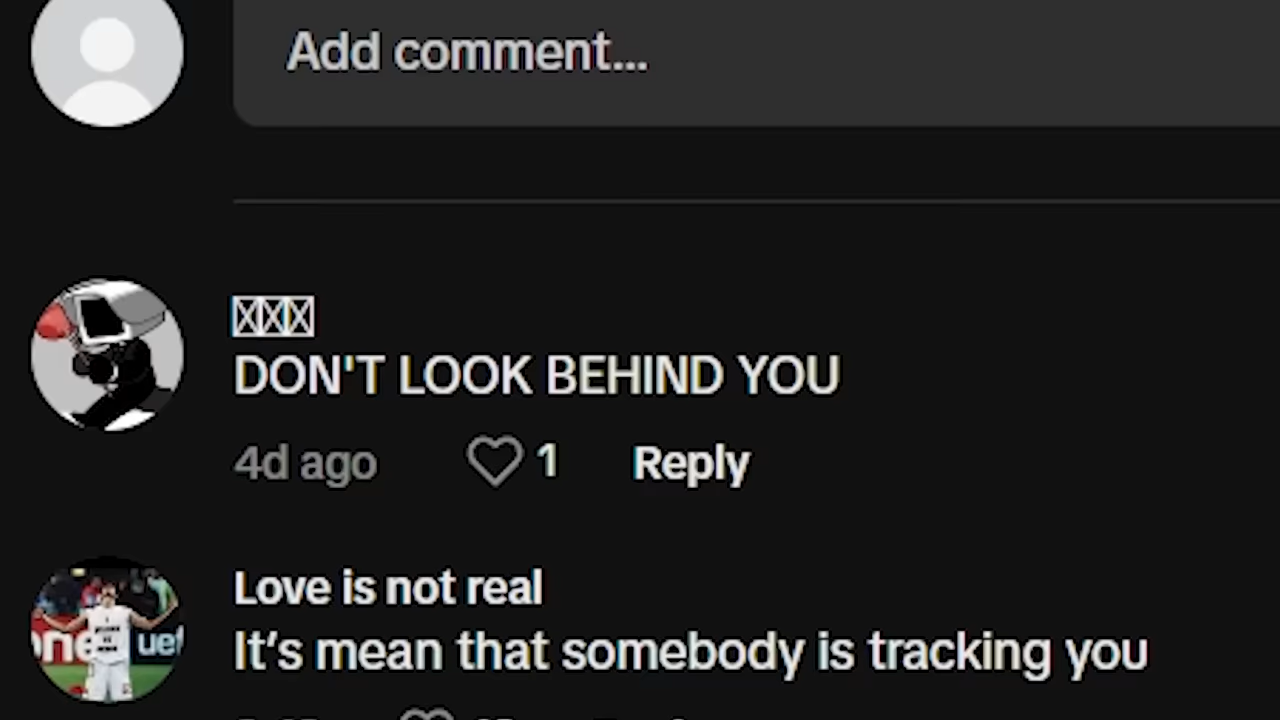 Add comment...
DON'T LOOK BEHIND YOU
4d ago 1 Reply
Love is not real
It's mean that somebody is tracking you